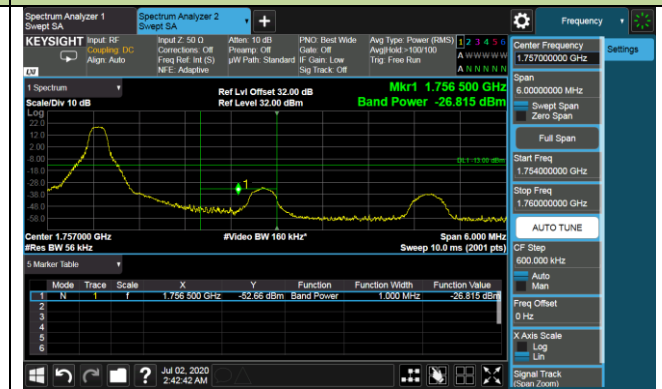 Spectrum Analyzer 1
Swept SA
Spectrum Analyzer 2
Swept SA
Frequency
KEYSIGHT
Input: RF
Coupling: DC
Align: Auto
Input Z: 50 Ω
Corrections: Off
Freq Ref: Int (S)
NFE: Adaptive
Atten: 10 dB
Preamp: Off
µW Path: Standard
PNO: Best Wide
Gate: Off
IF Gain: Low
Sig Track: Off
Avg Type: Power (RMS)
Avg|Hold:>100/100
Trig: Free Run
1 2 3 4 5 6
A W W W W W
A N N N N N
LXI
1 Spectrum
Scale/Div 10 dB
Ref Lvl Offset 32.00 dB
Ref Level 32.00 dBm
Mkr1 1.756 500 GHz
Band Power -26.815 dBm
Log
22.0
12.0
2.00
-8.00
-18.0
-28.0
-38.0
-48.0
-58.0
DL1 -13.00 dBm
1
Center 1.757000 GHz
#Res BW 56 kHz
#Video BW 160 kHz*
Span 6.000 MHz
Sweep 10.0 ms (2001 pts)
5 Marker Table
Mode Trace Scale X Y Function Function Width Function Value
1 N 1 f 1.756 500 GHz -52.66 dBm Band Power 1.000 MHz -26.815 dBm
2
3
4
5
6
Jul 02, 2020
2:42:42 AM
Center Frequency
1.757000000 GHz
Settings
Span
6.00000000 MHz
Swept Span
Zero Span
Full Span
Start Freq
1.754000000 GHz
Stop Freq
1.760000000 GHz
AUTO TUNE
CF Step
600.000 kHz
Auto
Man
Freq Offset
0 Hz
X Axis Scale
Log
Lin
Signal Track
(Span Zoom)